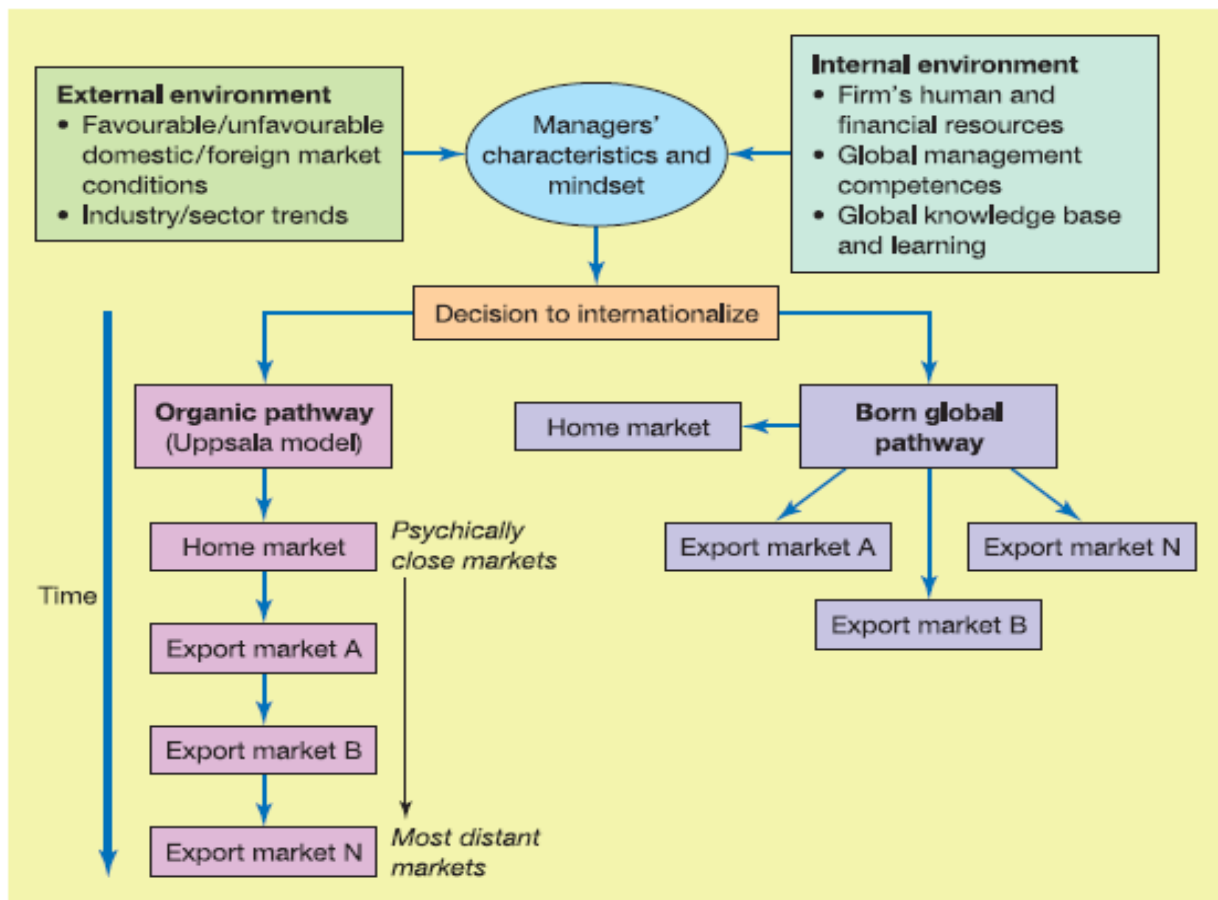 External environment
• Favourable/unfavourable
domestic/foreign market
conditions
• Industry/sector trends
Managers'
characteristics and
mindset
Internal environment
• Firm's human and
financial resources
• Global management
competences
• Global knowledge base
and learning
Decision to internationalize
Organic pathway
(Uppsala model)
Home market
Psychically
close markets
Export market A
Export market B
Export market N
Most distant
markets
Time
Born global
pathway
Home market
Export market A
Export market N
Export market B